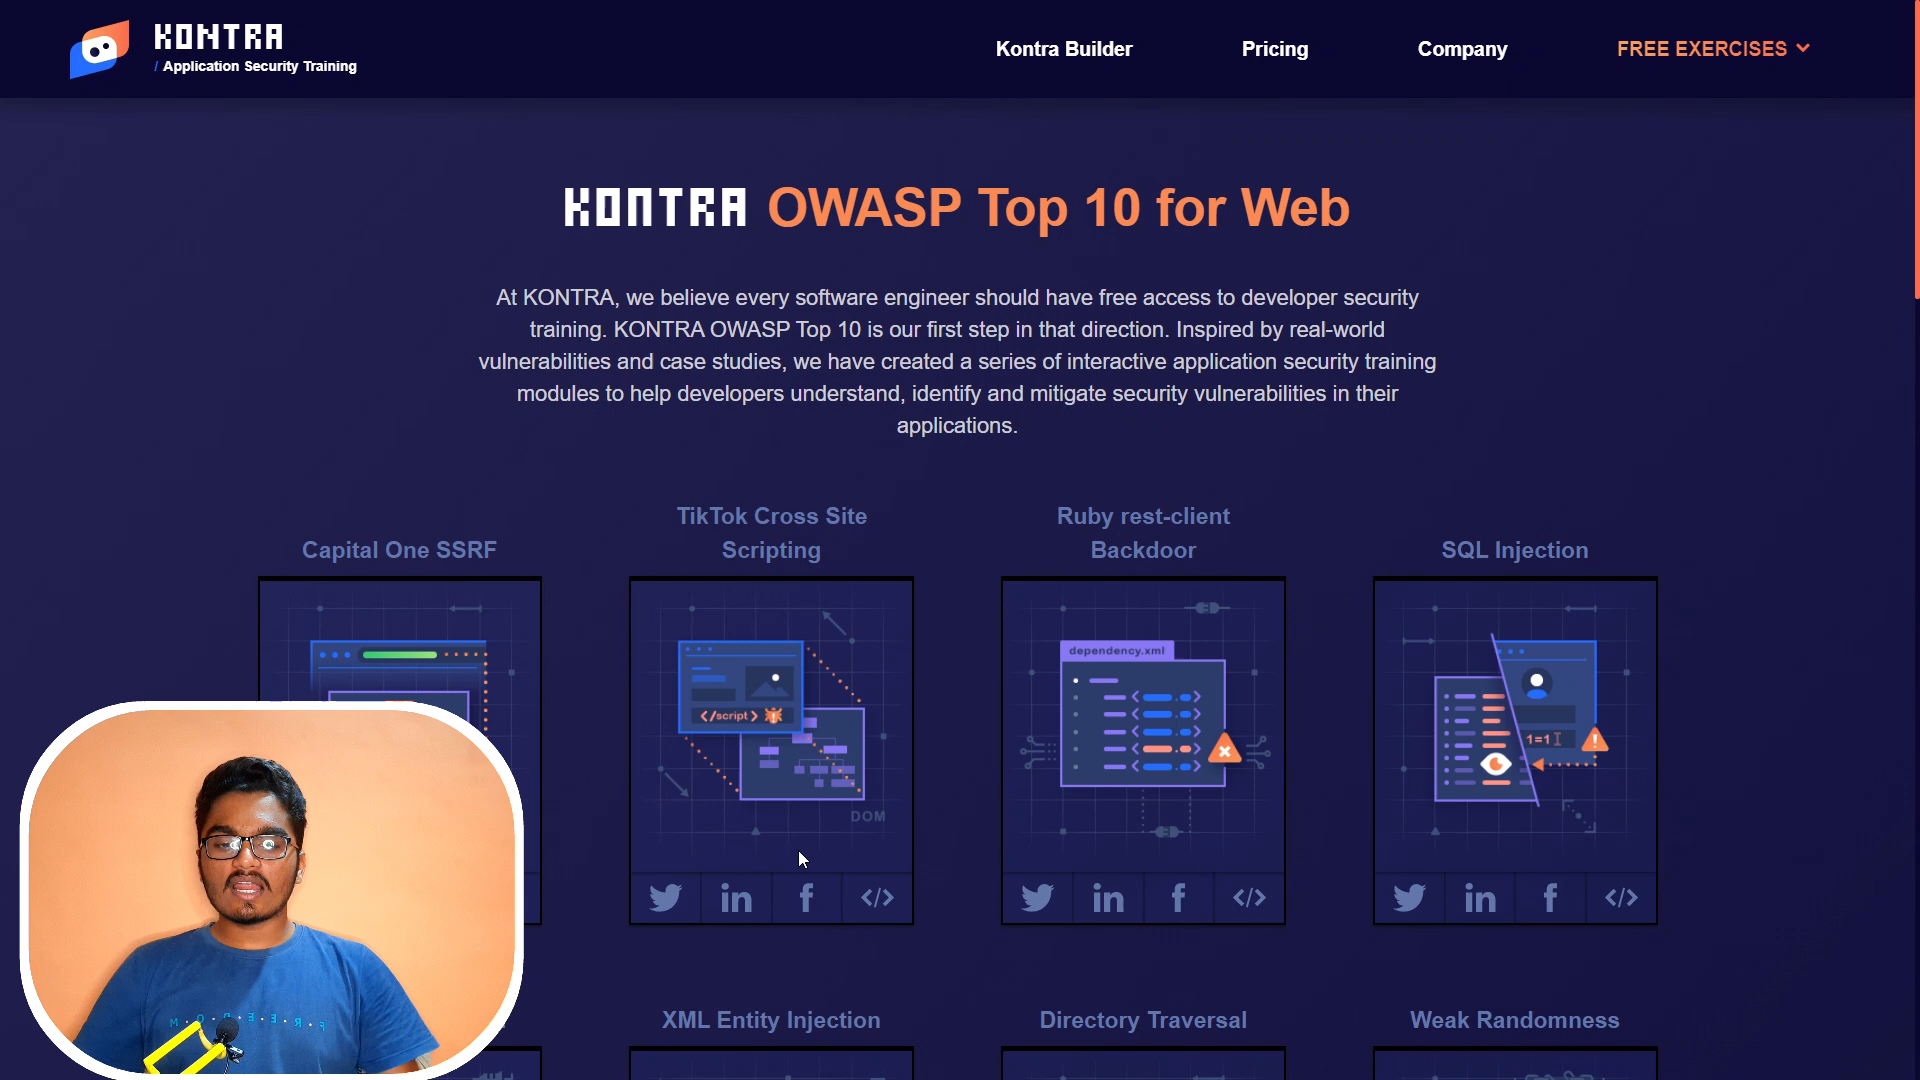 KONTRA
/ Application Security Training
Kontra Builder
Pricing
Company
FREE EXERCISES
KONTRA OWASP Top 10 for Web
At KONTRA, we believe every software engineer should have free access to developer security
training. KONTRA OWASP Top 10 is our first step in that direction. Inspired by real-world
vulnerabilities and case studies, we have created a series of interactive application security training
modules to help developers understand, identify and mitigate security vulnerabilities in their
applications.
Capital One SSRF
TikTok Cross Site
Scripting
Ruby rest-client
Backdoor
SQL Injection
</script>
DOM
dependency.xml
1=1
in
f
</>
in
f
</>
in
f
</>
XML Entity Injection
Directory Traversal
Weak Randomness